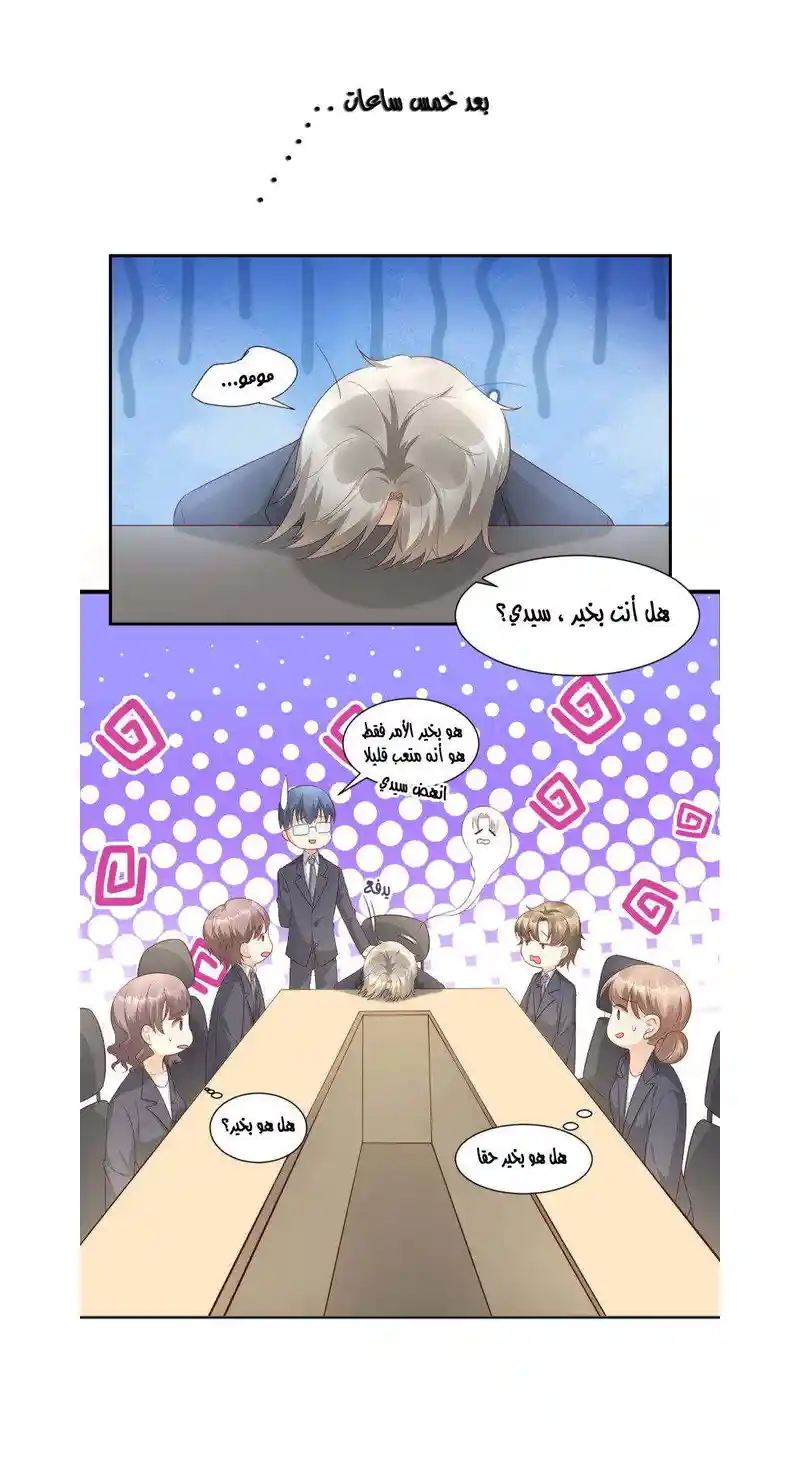 بعد خمس ساعات . .
مومو...
هل أنت بخير ، سيدي؟
هو بخير الأمر فقط
هو أنه متعب قليلا
انهض سيدي
يدفع
هل هو بخير؟
هل هو بخير حقا